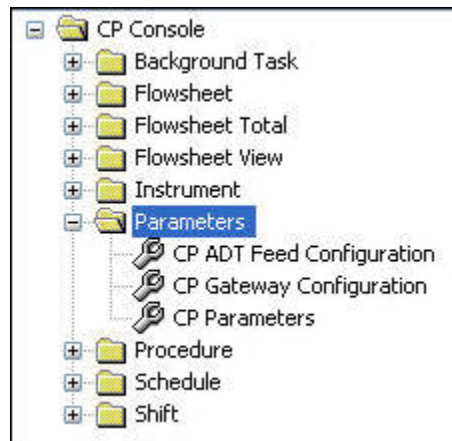 CP Console
Background Task
Flowsheet
Flowsheet Total
Flowsheet View
Instrument
Parameters
CP ADT Feed Configuration
CP Gateway Configuration
CP Parameters
Procedure
Schedule
Shift